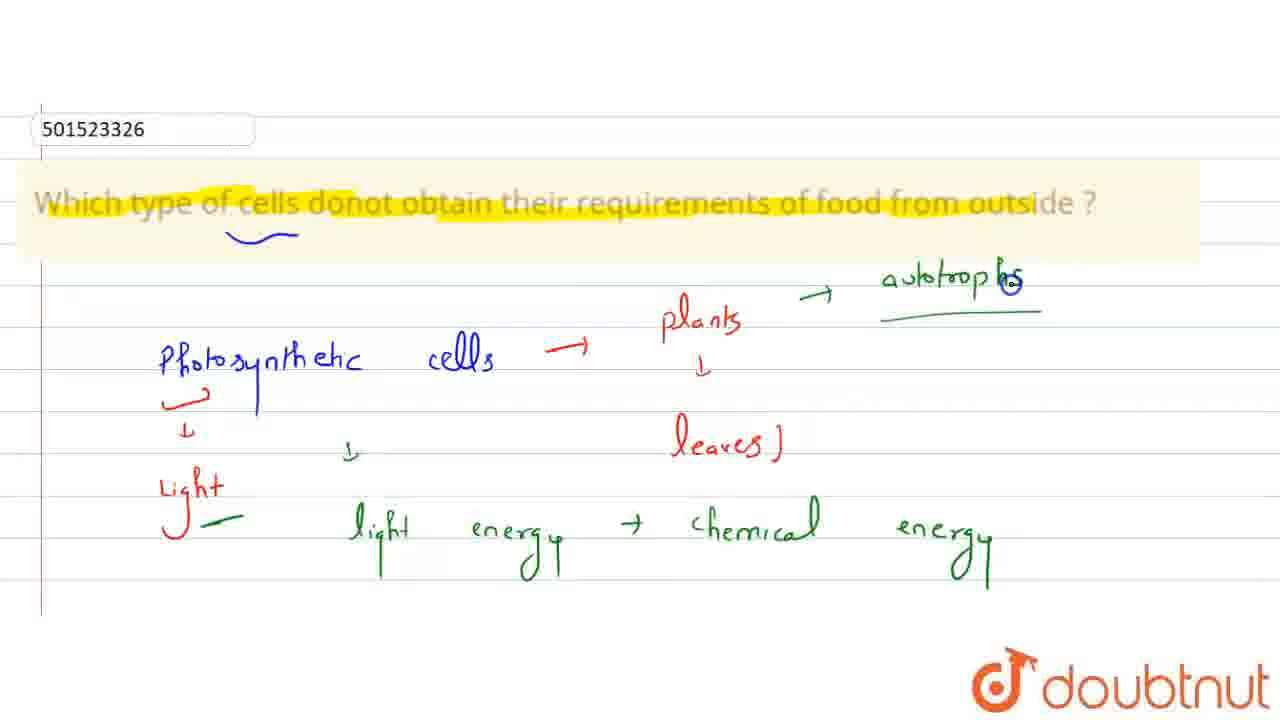 501523326
Which type of cells donot obtain their requirements of food from outside ?
autotrophs
Photosynthetic cells → plants →
↓ ↓ ↓
leaves]
Light
light energy → chemical energy
doubtnut